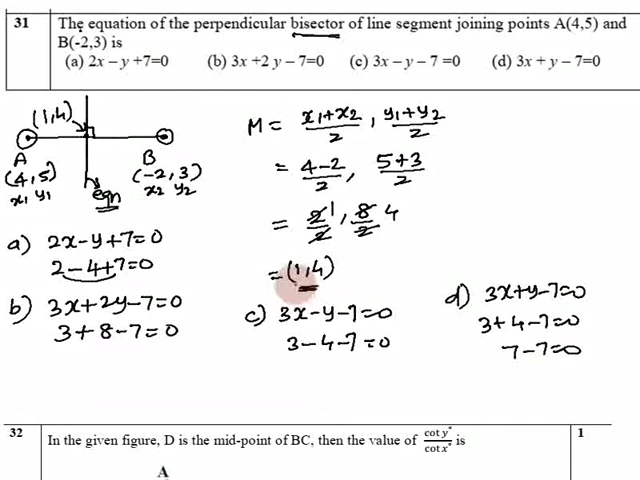 31 The equation of the perpendicular bisector of line segment joining points A(4,5) and
B(-2,3) is
(a) 2x – y +7=0 (b) 3x +2 y – 7=0 (c) 3x – y – 7 =0 (d) 3x + y – 7=0
(1,4)
A B
(4,5) (-2,3)
x1 y1 x2 y2
eqn
M = x1+x2/2 , y1+y2/2
= 4-2/2 , 5+3/2
= 2/2 1 , 8/2 4
= (1,4)
a) 2x-y+7=0
2-4+7=0
b) 3x+2y-7=0
3+8-7=0
c) 3x-y-7=0
3-4-7=0
d) 3x+y-7=0
3+4-7=0
7-7=0
32 In the given figure, D is the mid-point of BC, then the value of cot y°/cot x° is 1
A